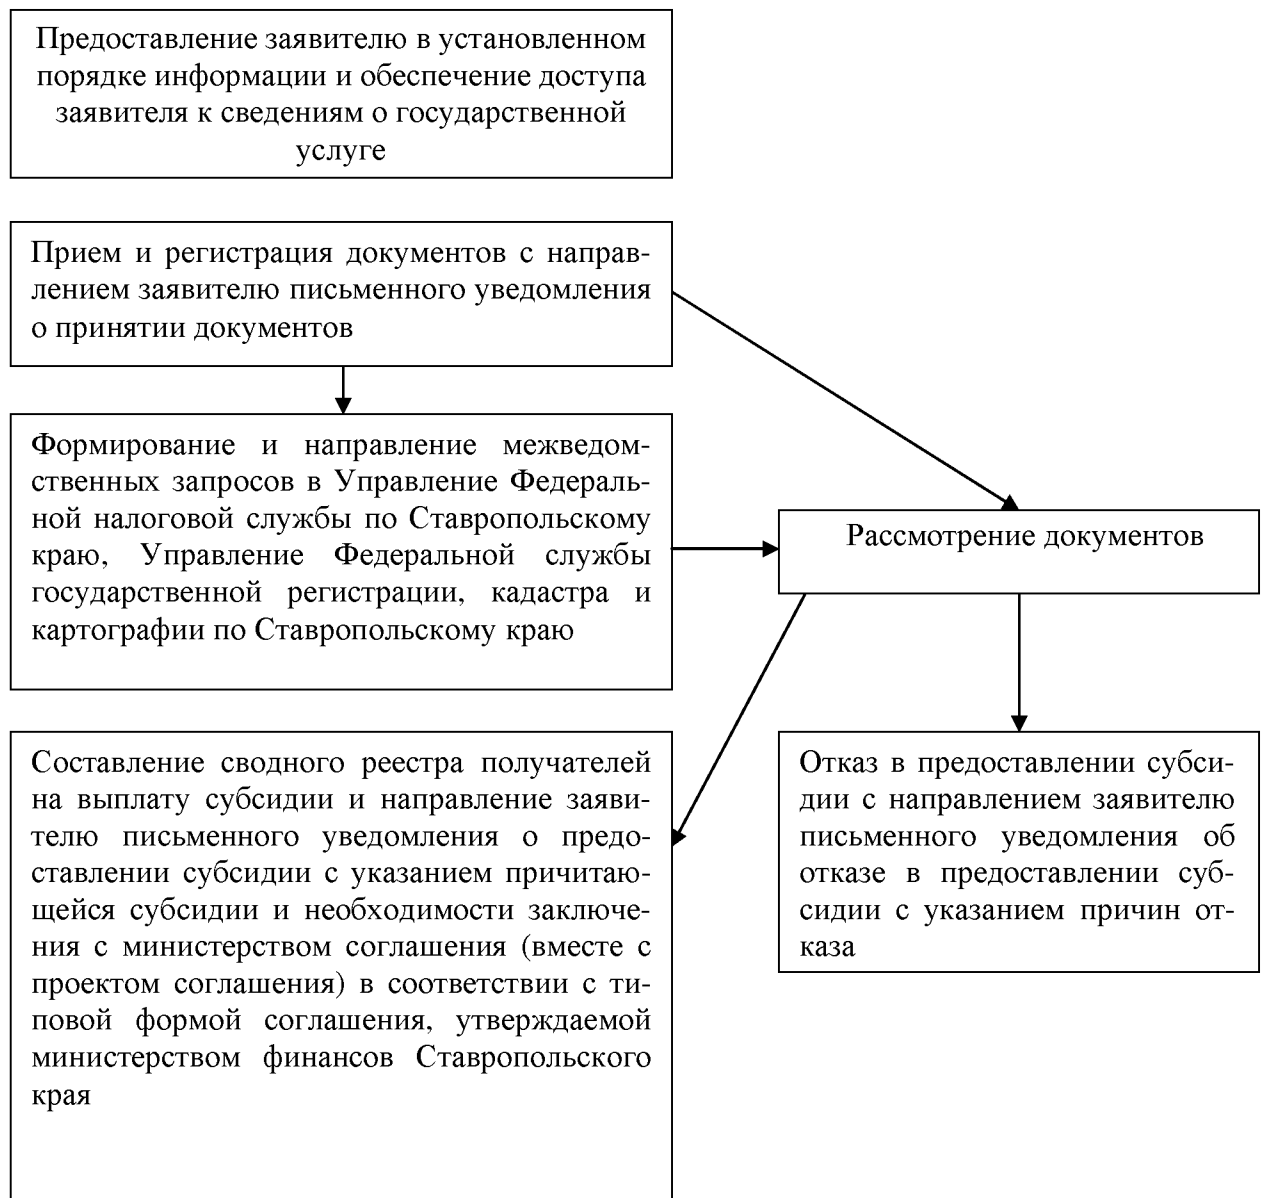 Предоставление заявителю в установленном
порядке информации и обеспечение доступа
заявителя к сведениям о государственной
услуге
Прием и регистрация документов с направ-
лением заявителю письменного уведомления
о принятии документов
Формирование и направление межведом-
ственных запросов в Управление Федераль-
ной налоговой службы по Ставропольскому
краю, Управление Федеральной службы
государственной регистрации, кадастра и
картографии по Ставропольскому краю
Рассмотрение документов
Составление сводного реестра получателей
на выплату субсидии и направление заяви-
телю письменного уведомления о предо-
ставлении субсидии с указанием причитаю-
щейся субсидии и необходимости заключе-
ния с министерством соглашения (вместе с
проектом соглашения) в соответствии с ти-
повой формой соглашения, утверждаемой
министерством финансов Ставропольского
края
Отказ в предоставлении субси-
дии с направлением заявителю
письменного уведомления об
отказе в предоставлении суб-
сидии с указанием причин от-
каза